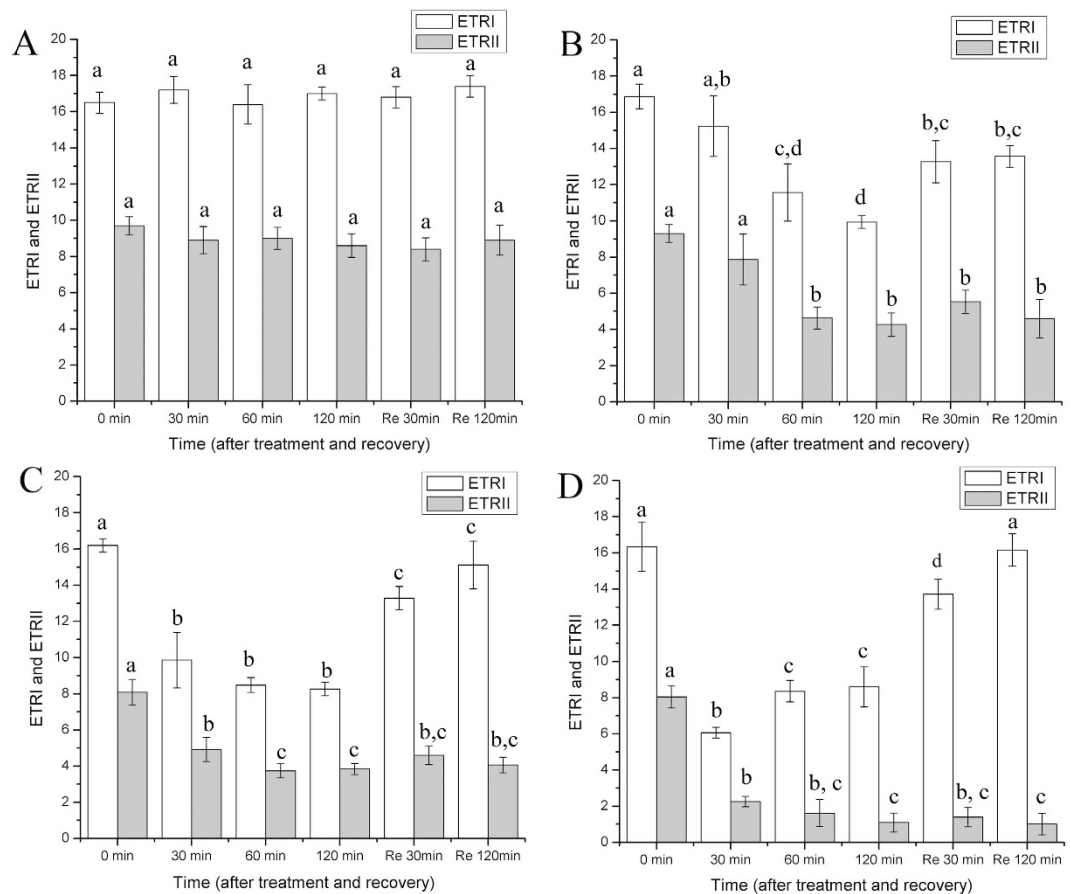 A
ETRI
ETRII
20
18
16
14
12
10
8
6
4
2
0
ETRI and ETRII
a a a a a a
a a a a a a
0 min 30 min 60 min 120 min Re 30min Re 120min
Time (after treatment and recovery)
B
ETRI
ETRII
20
18
16
14
12
10
8
6
4
2
0
ETRI and ETRII
a a,b c,d d b,c b,c
a a b b b b
0 min 30 min 60 min 120 min Re 30min Re 120min
Time (after treatment and recovery)
C
ETRI
ETRII
20
18
16
14
12
10
8
6
4
2
0
ETRI and ETRII
a b b b c c
a b c c b,c b,c
0 min 30 min 60 min 120 min Re 30min Re 120min
Time (after treatment and recovery)
D
ETRI
ETRII
20
18
16
14
12
10
8
6
4
2
0
ETRI and ETRII
a b c c d a
a b b, c c b, c c
0 min 30 min 60 min 120 min Re 30 min Re 120 min
Time (after treatment and recovery)